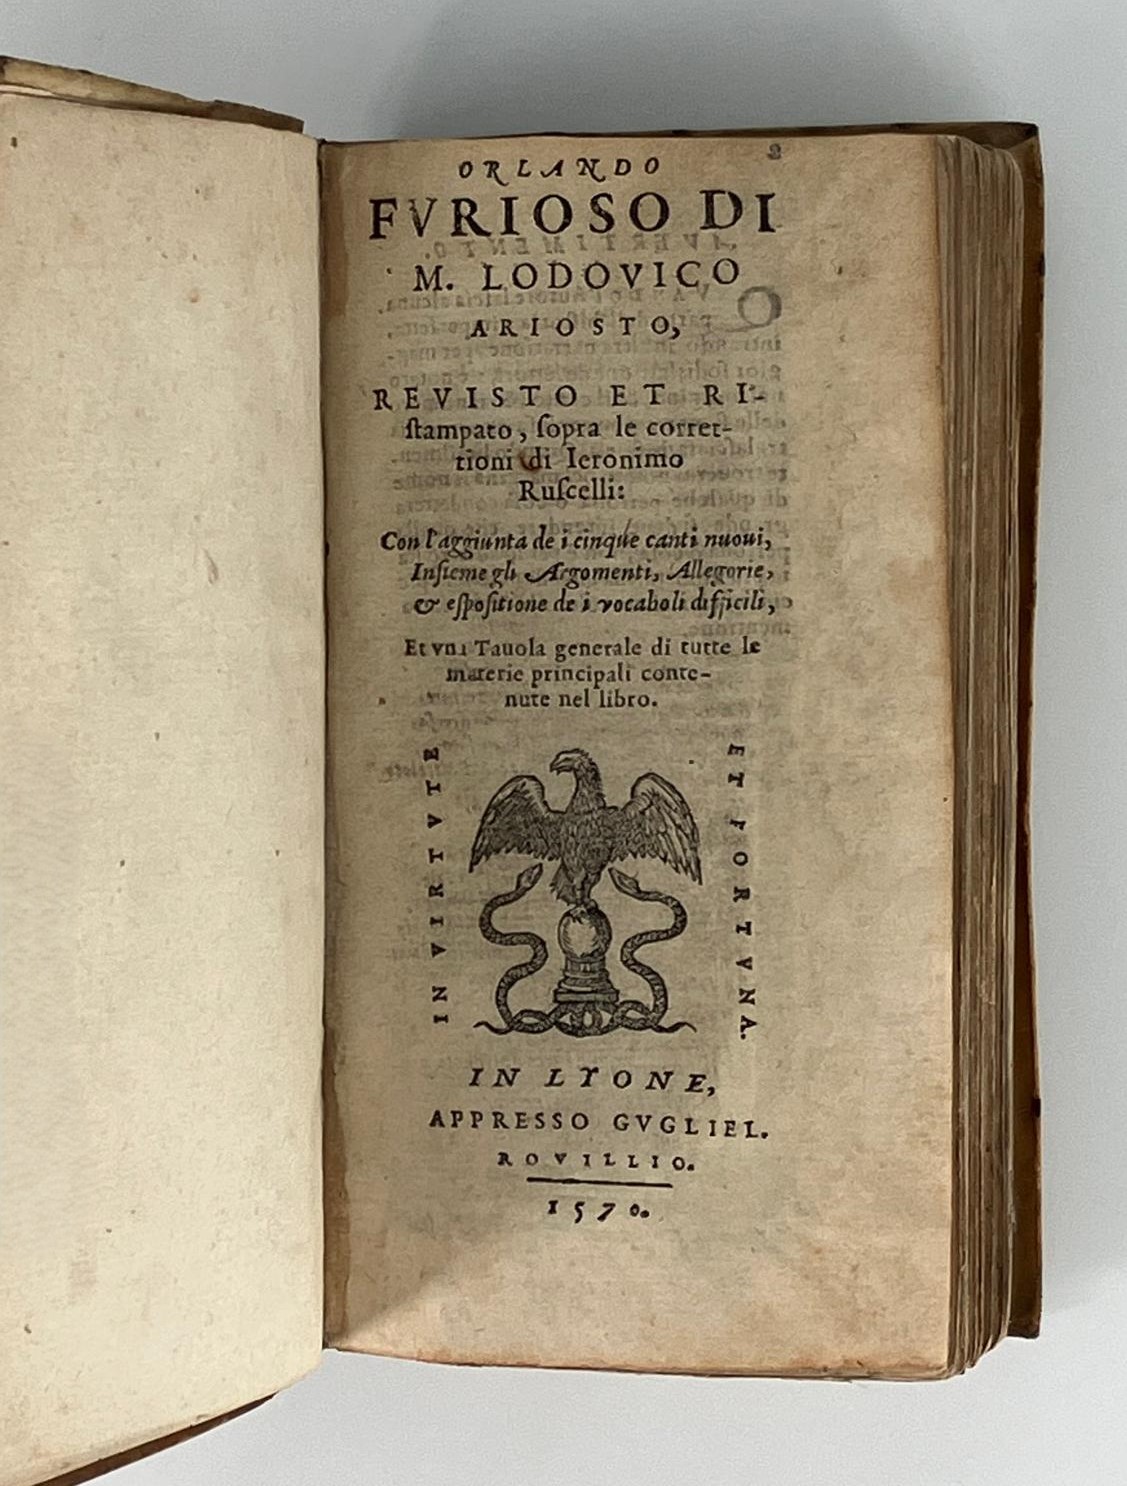 ORLANDO
FVRIOSO DI
M. LODOVICO
ARIOSTO,
REVISTO ET RI-
ſtampato, ſopra le corret-
tioni di Ieronimo
Ruſcelli:
Con l'aggiunta de i cinque canti nuoui,
Inſieme gli Argomenti, Allegorie,
& eſpoſitione de i vocaboli difficili,
Et vna Tauola generale di tutte le
materie principali conte-
nute nel libro.
IN VIRTVTE
ET FORTVNA.
IN LYONE,
APPRESSO GVGLIEL.
ROVILLIO.
1570.